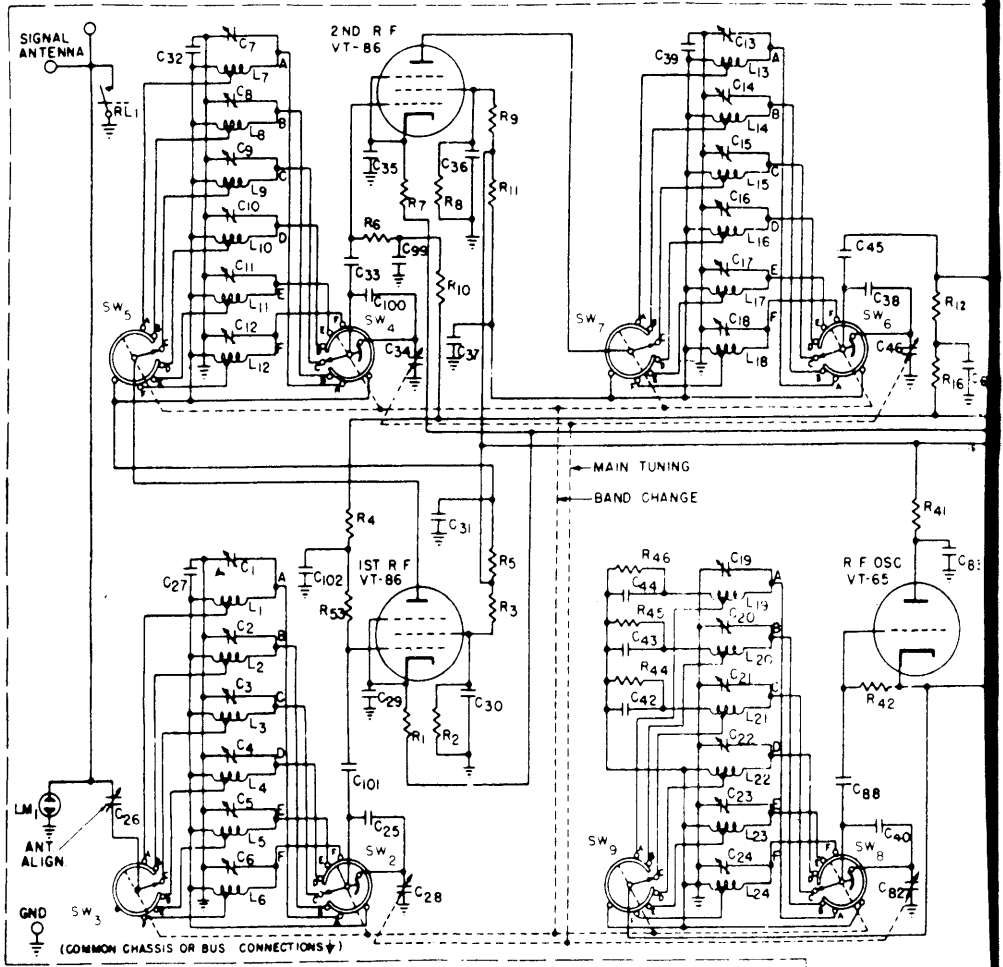 SIGNAL ANTENNA
RL1
2ND R F
VT-86
C32
C7
A
L7
C8
B
L8
C9
C
L9
C10
D
L10
C11
E
L11
C12
F
L12
SW5
SW4
C35
C36
R7
R8
R9
R11
R6
C99
C33
C100
R10
C34
C37
C39
C13
A
L13
C14
B
L14
C15
C
L15
C16
D
L16
C17
E
L17
C18
F
L18
SW7
SW6
C45
C38
C46
R12
R16
MAIN TUNING
BAND CHANGE
R4
C31
C102
R53
1ST R F
VT-86
R5
R3
C29
C30
R1
R2
C101
C25
C28
C27
C1
A
L1
C2
B
L2
C3
C
L3
C4
D
L4
C5
E
L5
C6
F
L6
SW3
SW2
LM1
C26
ANT ALIGN
GND
(COMMON CHASSIS OR BUS CONNECTIONS)
R46
C44
R45
C43
R44
C42
C19
A
L19
C20
B
L20
C21
C
L21
C22
D
L22
C23
E
L23
C24
F
L24
SW9
SW8
R41
C83
R F OSC
VT-65
R42
C88
C40
C82